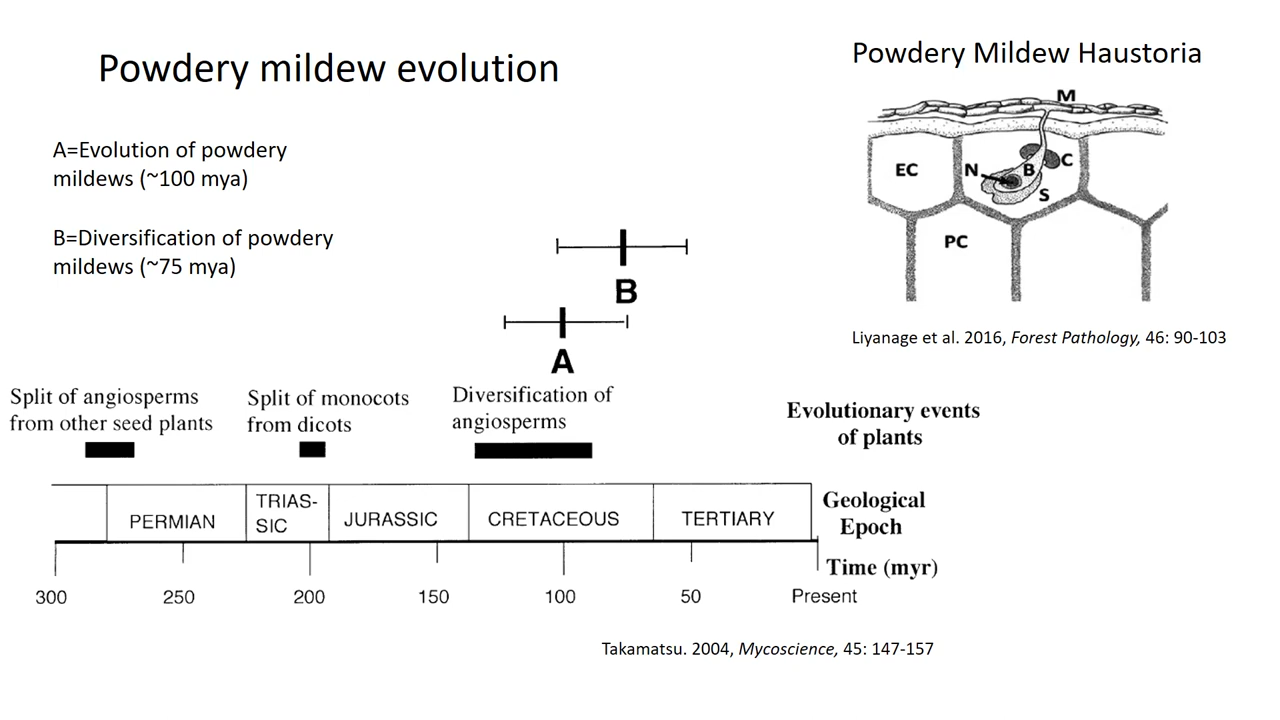 Powdery mildew evolution
Powdery Mildew Haustoria
A=Evolution of powdery
mildews (~100 mya)
B=Diversification of powdery
mildews (~75 mya)
M
EC
N
B
C
S
PC
Liyanage et al. 2016, Forest Pathology, 46: 90-103
B
A
Split of angiosperms
from other seed plants
Split of monocots
from dicots
Diversification of
angiosperms
Evolutionary events
of plants
PERMIAN
TRIAS-
SIC
JURASSIC
CRETACEOUS
TERTIARY
Geological
Epoch
Time (myr)
300
250
200
150
100
50
Present
Takamatsu. 2004, Mycoscience, 45: 147-157